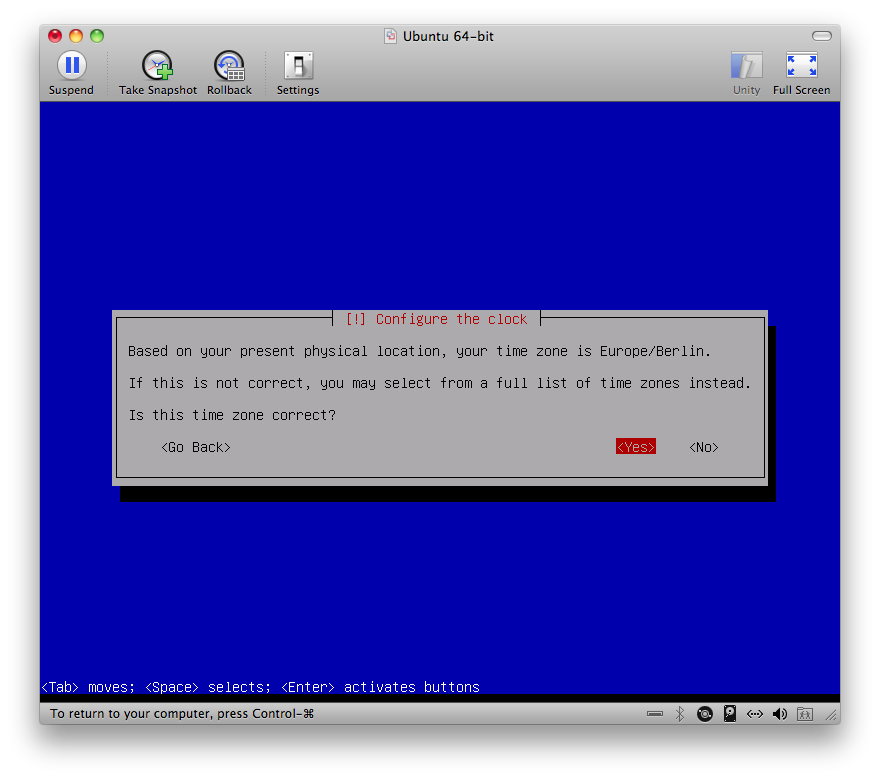 Ubuntu 64-bit
Suspend Take Snapshot Rollback Settings Unity Full Screen
[!] Configure the clock
Based on your present physical location, your time zone is Europe/Berlin.
If this is not correct, you may select from a full list of time zones instead.
Is this time zone correct?
<Go Back> <Yes> <No>
<Tab> moves; <Space> selects; <Enter> activates buttons
To return to your computer, press Control-⌘